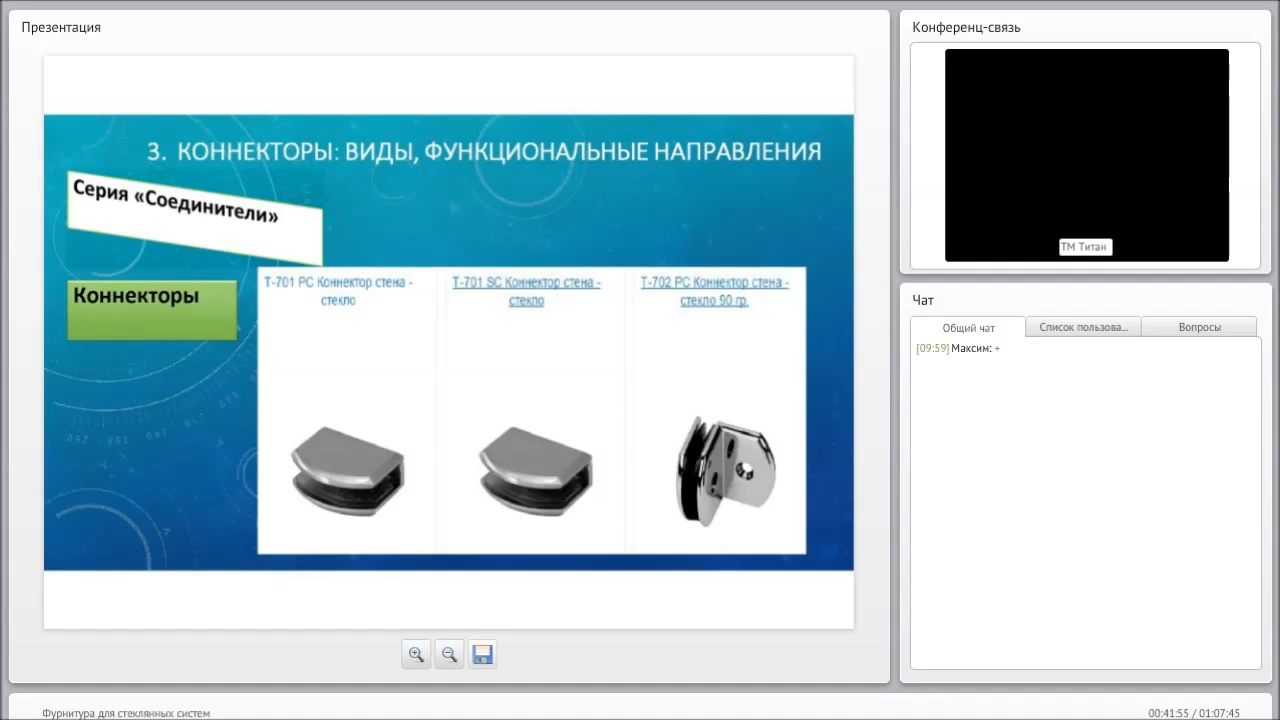 Презентация
3. КОННЕКТОРЫ: ВИДЫ, ФУНКЦИОНАЛЬНЫЕ НАПРАВЛЕНИЯ
Серия «Соединители»
Коннекторы
T-701 PC Коннектор стена -
стекло
T-701 SC Коннектор стена -
стекло
T-702 PC Коннектор стена -
стекло 90 гр.
Конференц-связь
ТМ Титан
Чат
Общий чат
Список пользова...
Вопросы
[09:59] Максим: +
Фурнитура для стеклянных систем
00:41:55 / 01:07:45